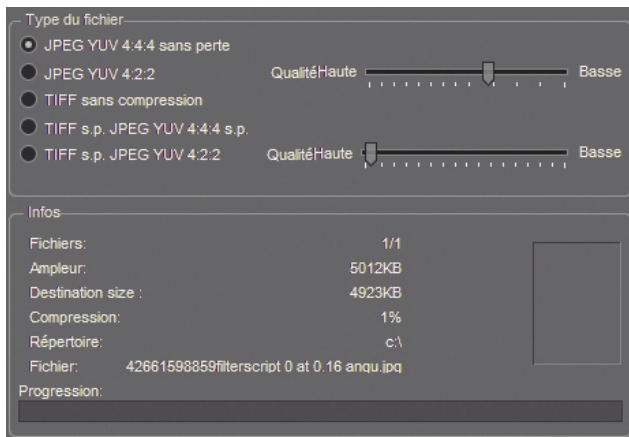 Type du fichier
JPEG YUV 4:4:4 sans perte
JPEG YUV 4:2:2 QualitéHaute Basse
TIFF sans compression
TIFF s.p. JPEG YUV 4:4:4 s.p.
TIFF s.p. JPEG YUV 4:2:2 QualitéHaute Basse
Infos
Fichiers: 1/1
Ampleur: 5012KB
Destination size : 4923KB
Compression: 1%
Répertoire: c:\
Fichier: 42661598859filterscript 0 at 0.16 angu.jpg
Progression: